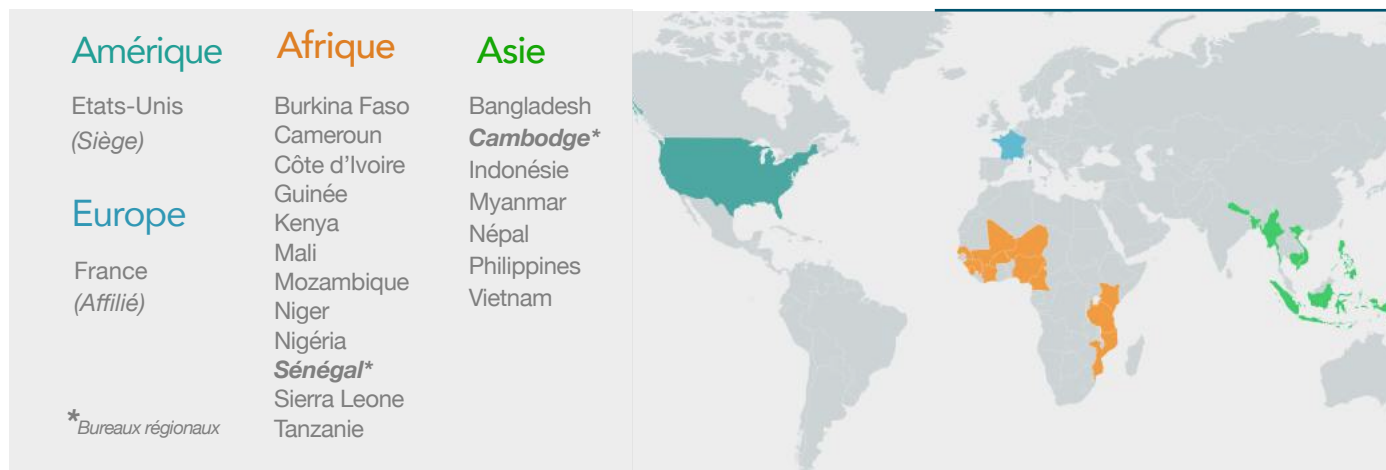 Amérique
Etats-Unis
(Siège)
Europe
France
(Affilié)
*Bureaux régionaux
Afrique
Burkina Faso
Cameroun
Côte d'Ivoire
Guinée
Kenya
Mali
Mozambique
Niger
Nigéria
Sénégal*
Sierra Leone
Tanzanie
Asie
Bangladesh
Cambodge*
Indonésie
Myanmar
Népal
Philippines
Vietnam